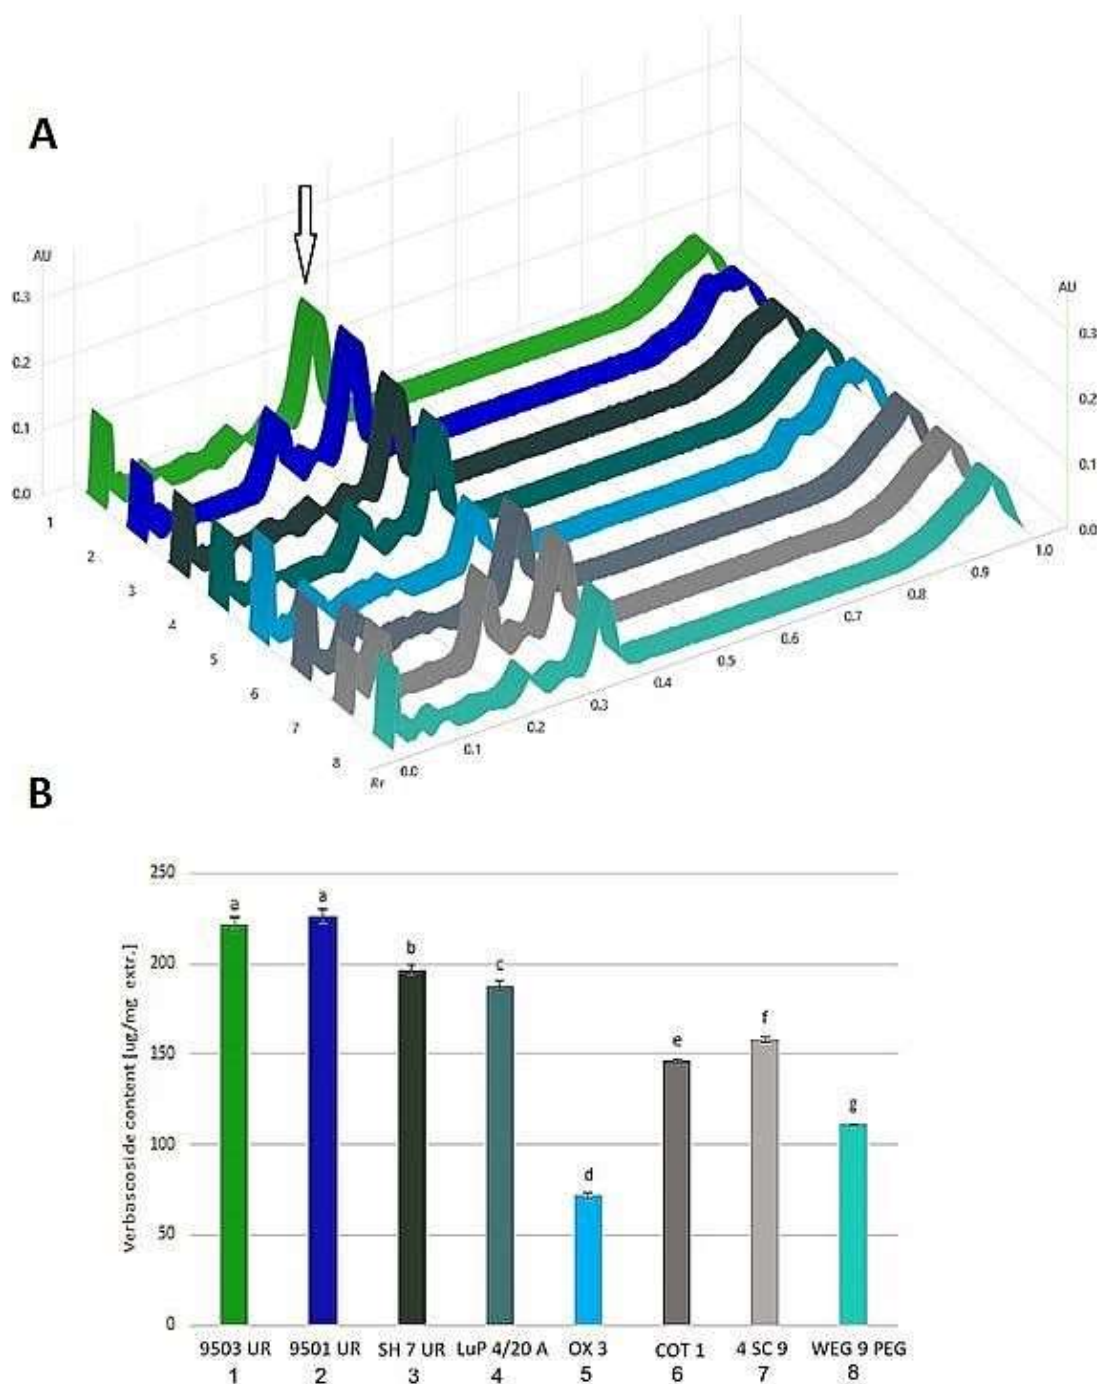 A
AU
0.3
0.2
0.1
0.0
AU
0.3
0.2
0.1
0.0
1
2
3
4
5
6
7
8
RF
0.0
0.1
0.2
0.3
0.4
0.5
0.6
0.7
0.8
0.9
1.0
B
Verbascoside content [ug/mg extr.]
250
200
150
100
50
0
a
a
b
c
d
e
f
g
9503 UR 9501 UR SH 7 UR LuP 4/20 A OX 3 COT 1 4 SC 9 WEG 9 PEG
1 2 3 4 5 6 7 8